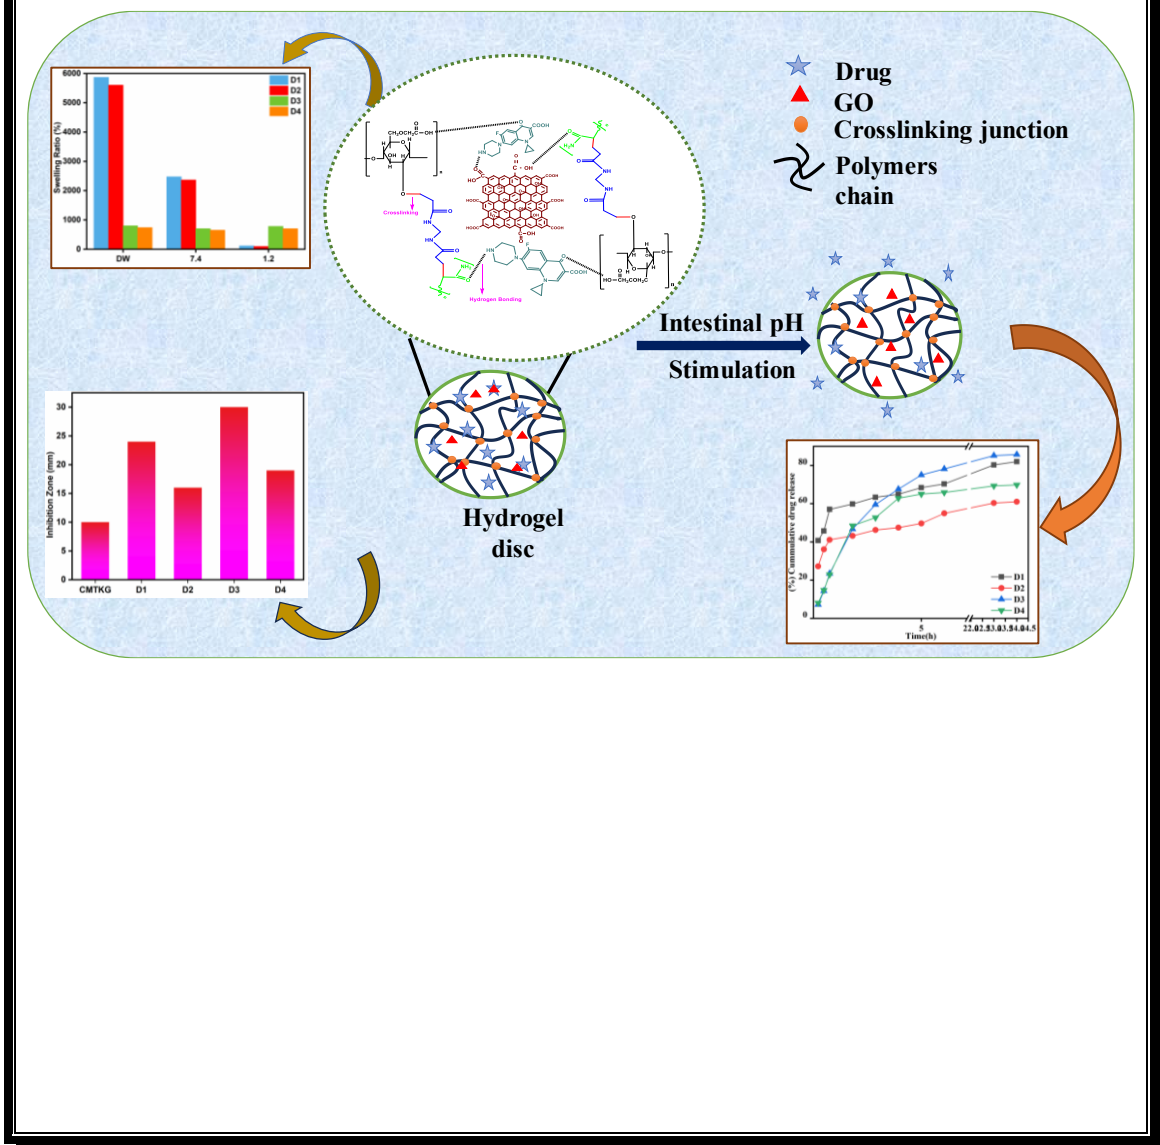 Drug
GO
Crosslinking junction
Polymers
chain
6000
5000
4000
3000
2000
1000
0
Swelling Ratio (%)
D1
D2
D3
D4
DW
7.4
1.2
Crosslinking
Hydrogen Bonding
Intestinal pH
Stimulation
Hydrogel
disc
30
25
20
15
10
5
0
Inhibition Zone (mm)
CMTKG
D1
D2
D3
D4
80
60
40
20
0
(%) Cummulative drug release
D1
D2
D3
D4
5
Time(h)